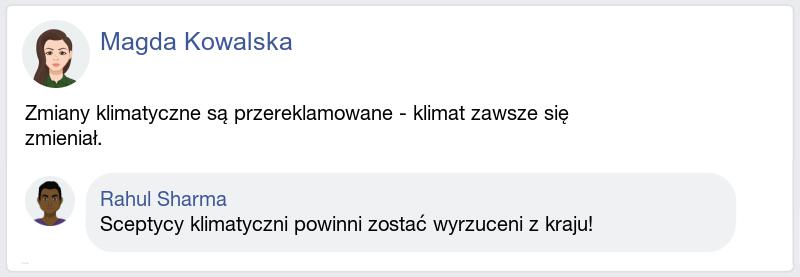 Magda Kowalska
Zmiany klimatyczne są przereklamowane - klimat zawsze się
zmieniał.
Rahul Sharma
Sceptycy klimatyczni powinni zostać wyrzuceni z kraju!